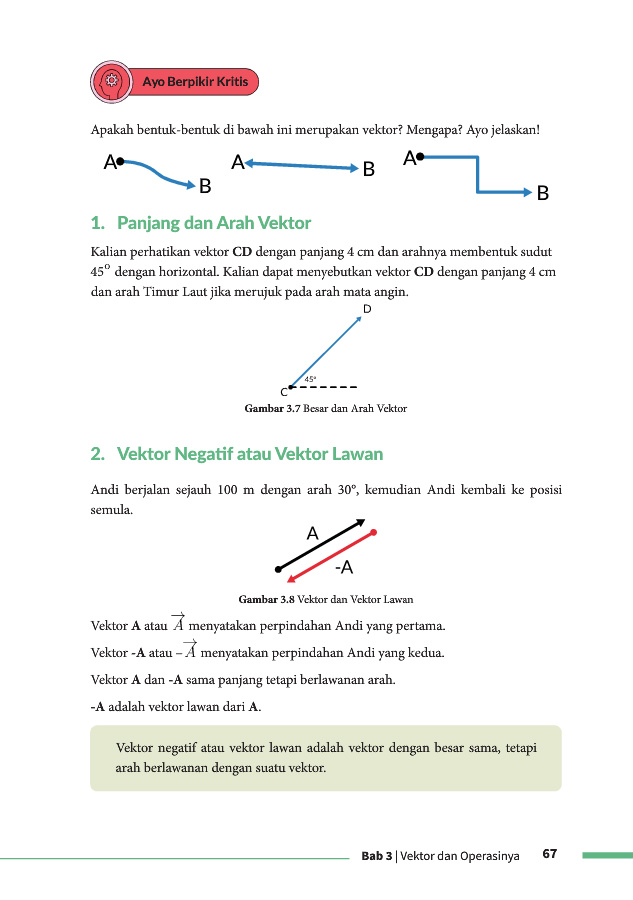 Ayo Berpikir Kritis
Apakah bentuk-bentuk di bawah ini merupakan vektor? Mengapa? Ayo jelaskan!
A
B
A
B
A
B
1. Panjang dan Arah Vektor
Kalian perhatikan vektor CD dengan panjang 4 cm dan arahnya membentuk sudut
45° dengan horizontal. Kalian dapat menyebutkan vektor CD dengan panjang 4 cm
dan arah Timur Laut jika merujuk pada arah mata angin.
D
45°
C
Gambar 3.7 Besar dan Arah Vektor
2. Vektor Negatif atau Vektor Lawan
Andi berjalan sejauh 100 m dengan arah 30°, kemudian Andi kembali ke posisi
semula.
A
-A
Gambar 3.8 Vektor dan Vektor Lawan
Vektor A atau \overrightarrow{A} menyatakan perpindahan Andi yang pertama.
Vektor -A atau –\overrightarrow{A} menyatakan perpindahan Andi yang kedua.
Vektor A dan -A sama panjang tetapi berlawanan arah.
-A adalah vektor lawan dari A.
Vektor negatif atau vektor lawan adalah vektor dengan besar sama, tetapi
arah berlawanan dengan suatu vektor.
Bab 3 | Vektor dan Operasinya 67